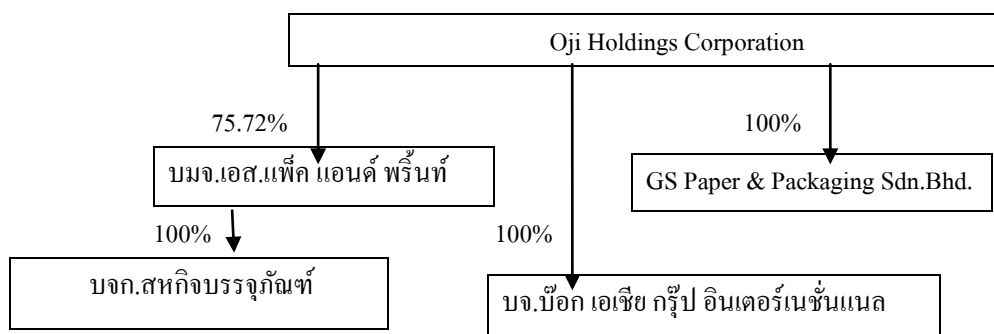 Oji Holdings Corporation
75.72%
100%
บมจ.เอส.แพ็ค แอนด์ พริ้นท์
GS Paper & Packaging Sdn.Bhd.
100%
100%
บจก.สหกิจบรรจุภัณฑ์
บจ.บ๊อก เอเชีย กรุ๊ป อินเตอร์เนชั่นแนล